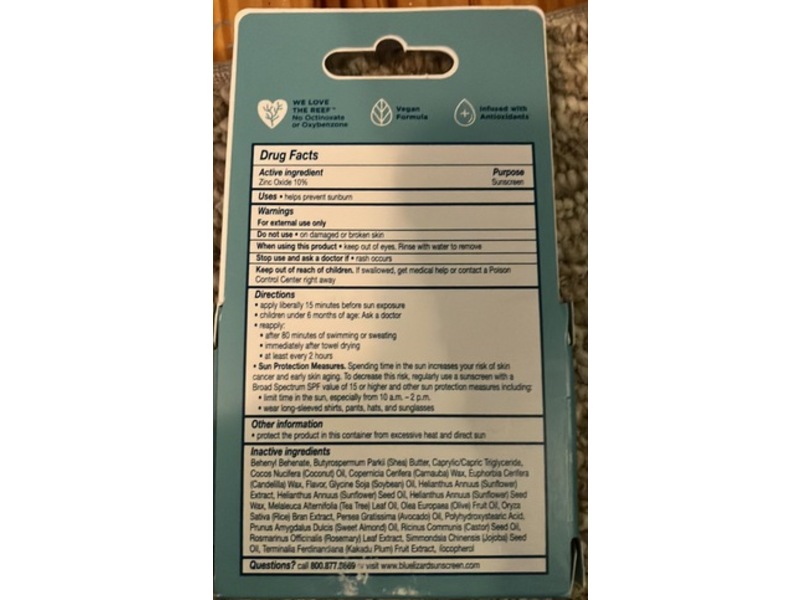 WE LOVE
THE REEF™
No Octinoxate
or Oxybenzone
Vegan
Formula
Infused with
Antioxidants
Drug Facts
Active ingredient Purpose
Zinc Oxide 10% Sunscreen
Uses • helps prevent sunburn
Warnings
For external use only
Do not use • on damaged or broken skin
When using this product • keep out of eyes. Rinse with water to remove
Stop use and ask a doctor if • rash occurs
Keep out of reach of children. If swallowed, get medical help or contact a Poison
Control Center right away
Directions
• apply liberally 15 minutes before sun exposure
• children under 6 months of age: Ask a doctor
• reapply:
• after 80 minutes of swimming or sweating
• immediately after towel drying
• at least every 2 hours
• Sun Protection Measures. Spending time in the sun increases your risk of skin
cancer and early skin aging. To decrease this risk, regularly use a sunscreen with a
Broad Spectrum SPF value of 15 or higher and other sun protection measures including:
• limit time in the sun, especially from 10 a.m. – 2 p.m.
• wear long-sleeved shirts, pants, hats, and sunglasses
Other information
• protect the product in this container from excessive heat and direct sun
Inactive ingredients
Behenyl Behenate, Butyrospermum Parkii (Shea) Butter, Caprylic/Capric Triglyceride,
Cocos Nucifera (Coconut) Oil, Copernicia Cerifera (Carnauba) Wax, Euphorbia Cerifera
(Candelilla) Wax, Flavor, Glycine Soja (Soybean) Oil, Helianthus Annuus (Sunflower)
Extract, Helianthus Annuus (Sunflower) Seed Oil, Helianthus Annuus (Sunflower) Seed
Wax, Melaleuca Alternifolia (Tea Tree) Leaf Oil, Olea Europaea (Olive) Fruit Oil, Oryza
Sativa (Rice) Bran Extract, Persea Gratissima (Avocado) Oil, Polyhydroxystearic Acid,
Prunus Amygdalus Dulcis (Sweet Almond) Oil, Ricinus Communis (Castor) Seed Oil,
Rosmarinus Officinalis (Rosemary) Leaf Extract, Simmondsia Chinensis (Jojoba) Seed
Oil, Terminalia Ferdinandiana (Kakadu Plum) Fruit Extract, Tocopherol
Questions? call 800.877.8669 or visit www.bluelizardsunscreen.com